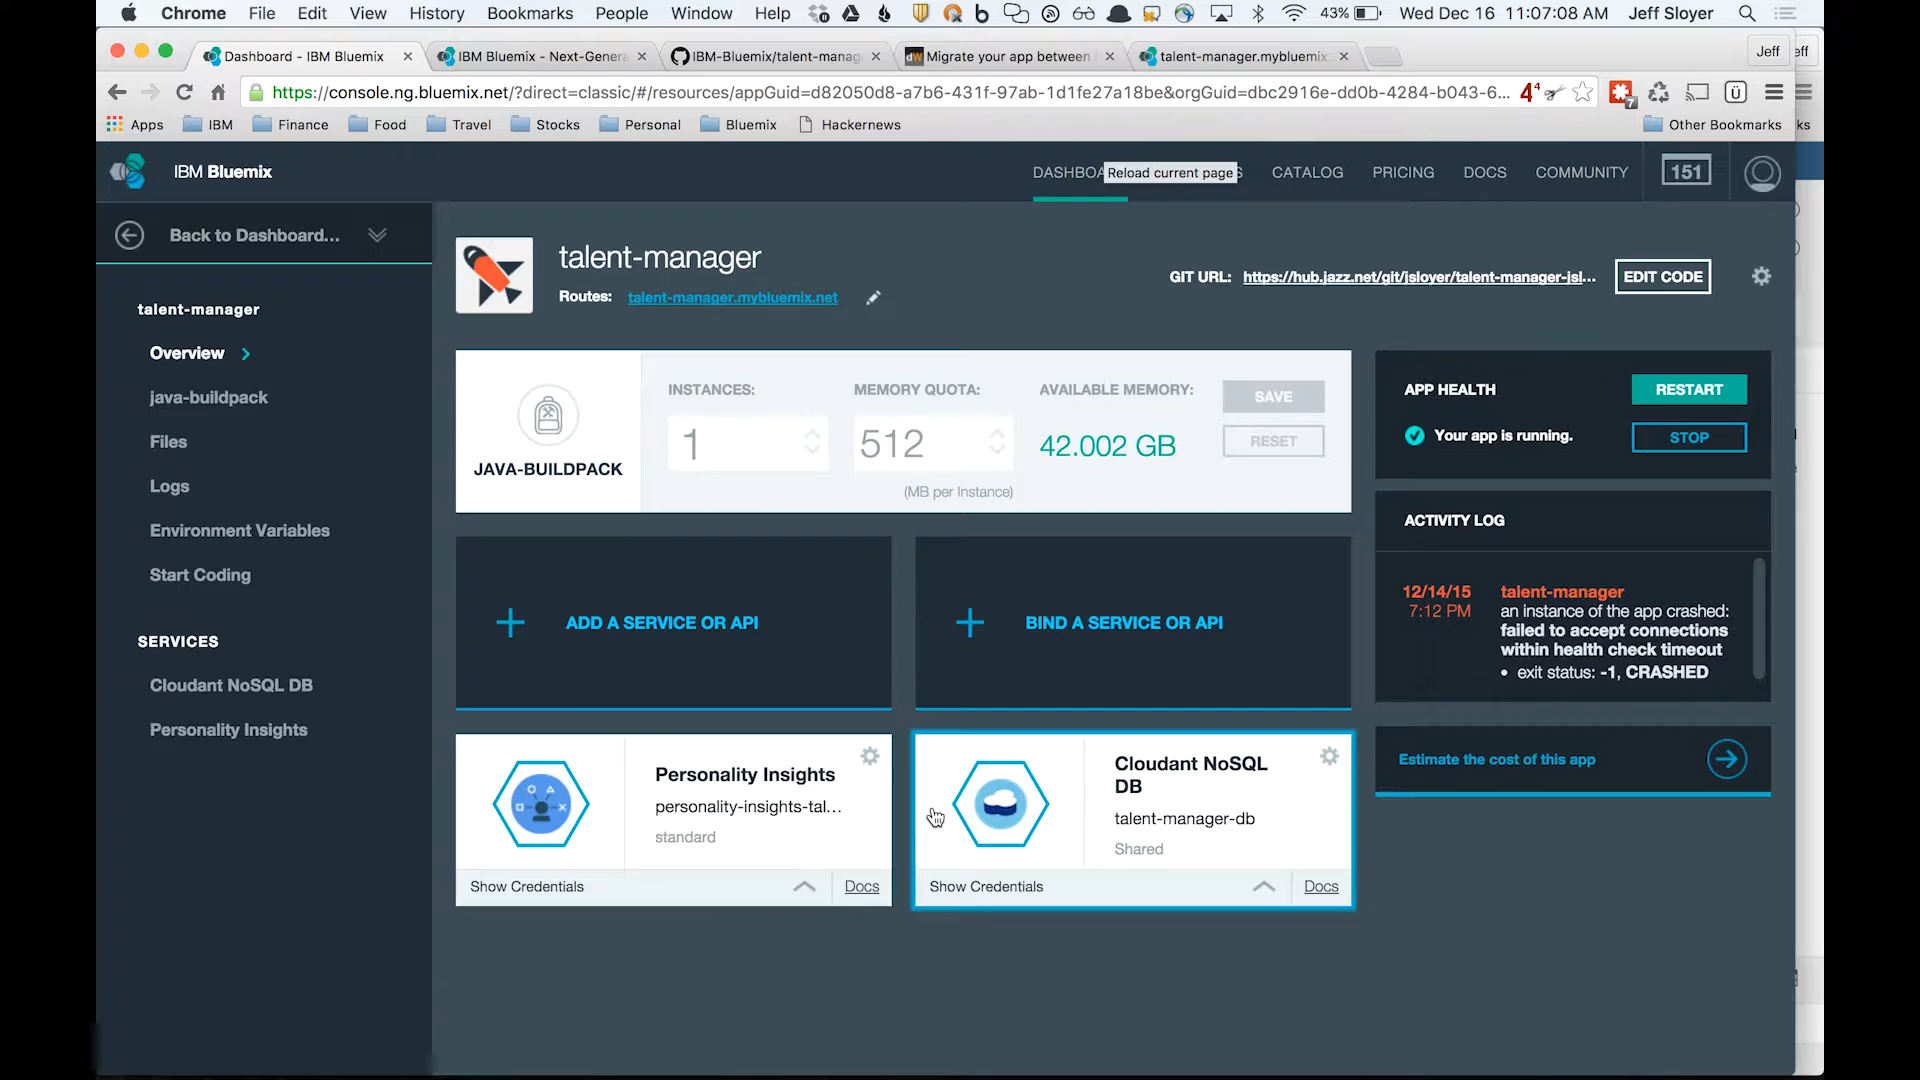 Chrome File Edit View History Bookmarks People Window Help 43% Wed Dec 16 11:07:08 AM Jeff Sloyer
Dashboard - IBM Bluemix
IBM Bluemix - Next-Genera
IBM-Bluemix/talent-manag
dW Migrate your app between
talent-manager.mybluemix
Jeff
eff
https://console.ng.bluemix.net/?direct=classic/#/resources/appGuid=d82050d8-a7b6-431f-97ab-1d1fe27a18be&orgGuid=dbc2916e-dd0b-4284-b043-6...
Apps IBM Finance Food Travel Stocks Personal Bluemix Hackernews Other Bookmarks ks
IBM Bluemix
DASHBOA
Reload current page
S
CATALOG
PRICING
DOCS
COMMUNITY
151
Back to Dashboard...
talent-manager
Overview
java-buildpack
Files
Logs
Environment Variables
Start Coding
SERVICES
Cloudant NoSQL DB
Personality Insights
talent-manager
Routes: talent-manager.mybluemix.net
GIT URL: https://hub.jazz.net/git/jsloyer/talent-manager-jsl...
EDIT CODE
JAVA-BUILDPACK
INSTANCES:
1
MEMORY QUOTA:
512
(MB per Instance)
AVAILABLE MEMORY:
42.002 GB
SAVE
RESET
APP HEALTH
RESTART
Your app is running.
STOP
ACTIVITY LOG
12/14/15 talent-manager
7:12 PM an instance of the app crashed:
failed to accept connections
within health check timeout
• exit status: -1, CRASHED
ADD A SERVICE OR API
BIND A SERVICE OR API
Personality Insights
personality-insights-tal...
standard
Show Credentials
Docs
Cloudant NoSQL
DB
talent-manager-db
Shared
Show Credentials
Docs
Estimate the cost of this app